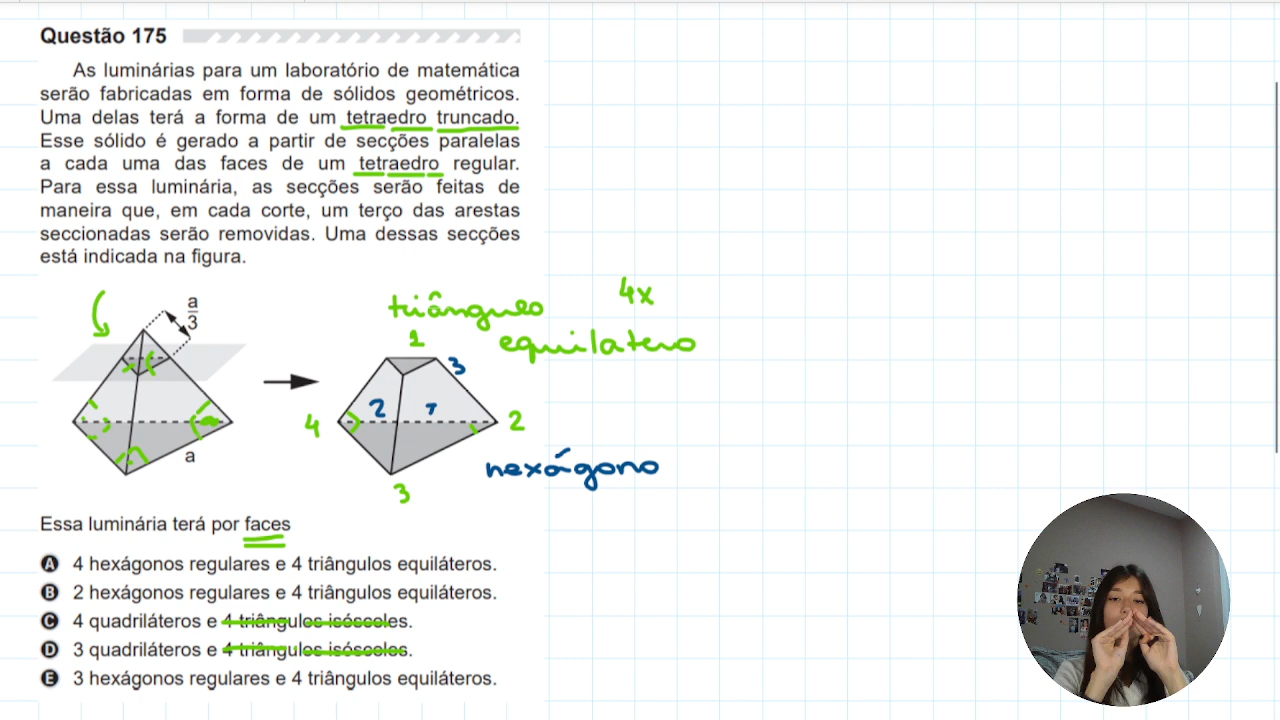 Questão 175
As luminárias para um laboratório de matemática
serão fabricadas em forma de sólidos geométricos.
Uma delas terá a forma de um tetraedro truncado.
Esse sólido é gerado a partir de secções paralelas
a cada uma das faces de um tetraedro regular.
Para essa luminária, as secções serão feitas de
maneira que, em cada corte, um terço das arestas
seccionadas serão removidas. Uma dessas secções
está indicada na figura.
a
3
a
triângulo
equilatero
4x
1
2
3
4
3
2
1
hexágono
Essa luminária terá por faces
A 4 hexágonos regulares e 4 triângulos equiláteros.
B 2 hexágonos regulares e 4 triângulos equiláteros.
C 4 quadriláteros e 4 triângulos isósceles.
D 3 quadriláteros e 4 triângulos isósceles.
E 3 hexágonos regulares e 4 triângulos equiláteros.